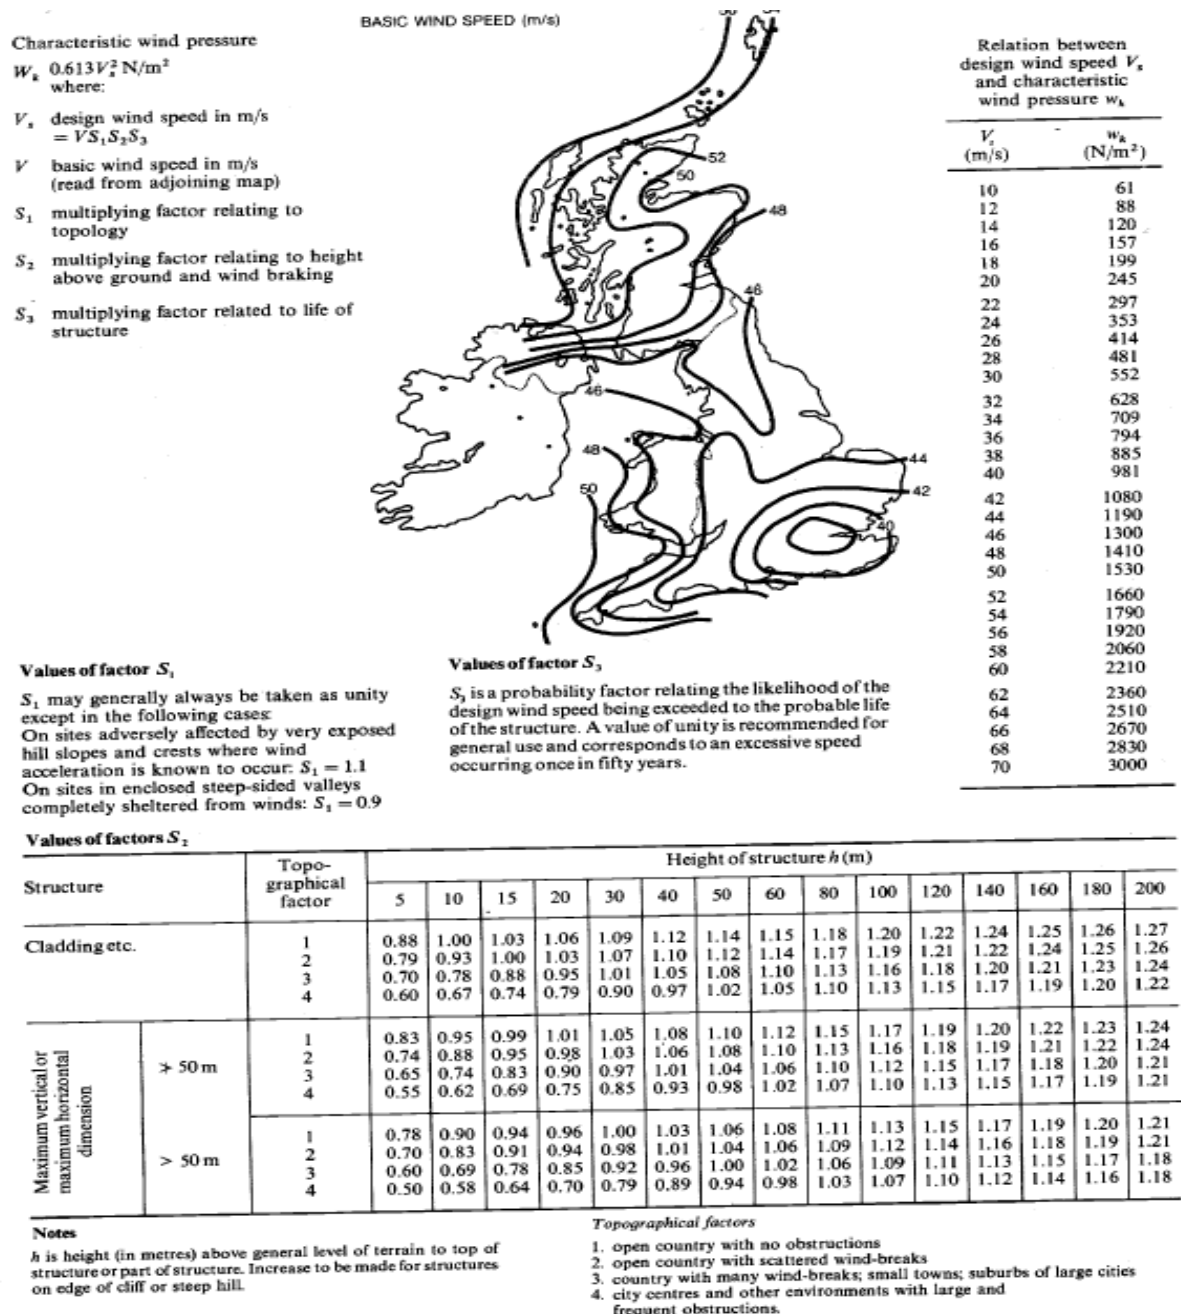 BASIC WIND SPEED (m/s)
Characteristic wind pressure
Wₖ 0.613Vₛ² N/m²
where:
Vₛ design wind speed in m/s
= VS₁S₂S₃
V basic wind speed in m/s
(read from adjoining map)
S₁ multiplying factor relating to
topology
S₂ multiplying factor relating to height
above ground and wind braking
S₃ multiplying factor related to life of
structure
52
50
48
46
46
48
50
44
42
40
Relation between
design wind speed Vₛ
and characteristic
wind pressure wₖ
Vₛ wₖ
(m/s) (N/m²)
10 61
12 88
14 120
16 157
18 199
20 245
22 297
24 353
26 414
28 481
30 552
32 628
34 709
36 794
38 885
40 981
42 1080
44 1190
46 1300
48 1410
50 1530
52 1660
54 1790
56 1920
58 2060
60 2210
62 2360
64 2510
66 2670
68 2830
70 3000
Values of factor S₁
S₁ may generally always be taken as unity
except in the following cases:
On sites adversely affected by very exposed
hill slopes and crests where wind
acceleration is known to occur: S₁ = 1.1
On sites in enclosed steep-sided valleys
completely sheltered from winds: S₁ = 0.9
Values of factor S₃
S₃ is a probability factor relating the likelihood of the
design wind speed being exceeded to the probable life
of the structure. A value of unity is recommended for
general use and corresponds to an excessive speed
occurring once in fifty years.
Values of factors S₂
Structure Topo-graphical factor Height of structure h (m)
5 10 15 20 30 40 50 60 80 100 120 140 160 180 200
Cladding etc.
1 0.88 1.00 1.03 1.06 1.09 1.12 1.14 1.15 1.18 1.20 1.22 1.24 1.25 1.26 1.27
2 0.79 0.93 1.00 1.03 1.07 1.10 1.12 1.14 1.17 1.19 1.21 1.22 1.24 1.25 1.26
3 0.70 0.78 0.88 0.95 1.01 1.05 1.08 1.10 1.13 1.16 1.18 1.20 1.21 1.23 1.24
4 0.60 0.67 0.74 0.79 0.90 0.97 1.02 1.05 1.10 1.13 1.15 1.17 1.19 1.20 1.22
Maximum vertical or
maximum horizontal
dimension
≯ 50 m
1 0.83 0.95 0.99 1.01 1.05 1.08 1.10 1.12 1.15 1.17 1.19 1.20 1.22 1.23 1.24
2 0.74 0.88 0.95 0.98 1.03 1.06 1.08 1.10 1.13 1.16 1.18 1.19 1.21 1.22 1.24
3 0.65 0.74 0.83 0.90 0.97 1.01 1.04 1.06 1.10 1.12 1.15 1.17 1.18 1.20 1.21
4 0.55 0.62 0.69 0.75 0.85 0.93 0.98 1.02 1.07 1.10 1.13 1.15 1.17 1.19 1.21
> 50 m
1 0.78 0.90 0.94 0.96 1.00 1.03 1.06 1.08 1.11 1.13 1.15 1.17 1.19 1.20 1.21
2 0.70 0.83 0.91 0.94 0.98 1.01 1.04 1.06 1.09 1.12 1.14 1.16 1.18 1.19 1.21
3 0.60 0.69 0.78 0.85 0.92 0.96 1.00 1.02 1.06 1.09 1.11 1.13 1.15 1.17 1.18
4 0.50 0.58 0.64 0.70 0.79 0.89 0.94 0.98 1.03 1.07 1.10 1.12 1.14 1.16 1.18
Notes
h is height (in metres) above general level of terrain to top of
structure or part of structure. Increase to be made for structures
on edge of cliff or steep hill.
Topographical factors
1. open country with no obstructions
2. open country with scattered wind-breaks
3. country with many wind-breaks; small towns; suburbs of large cities
4. city centres and other environments with large and
frequent obstructions.